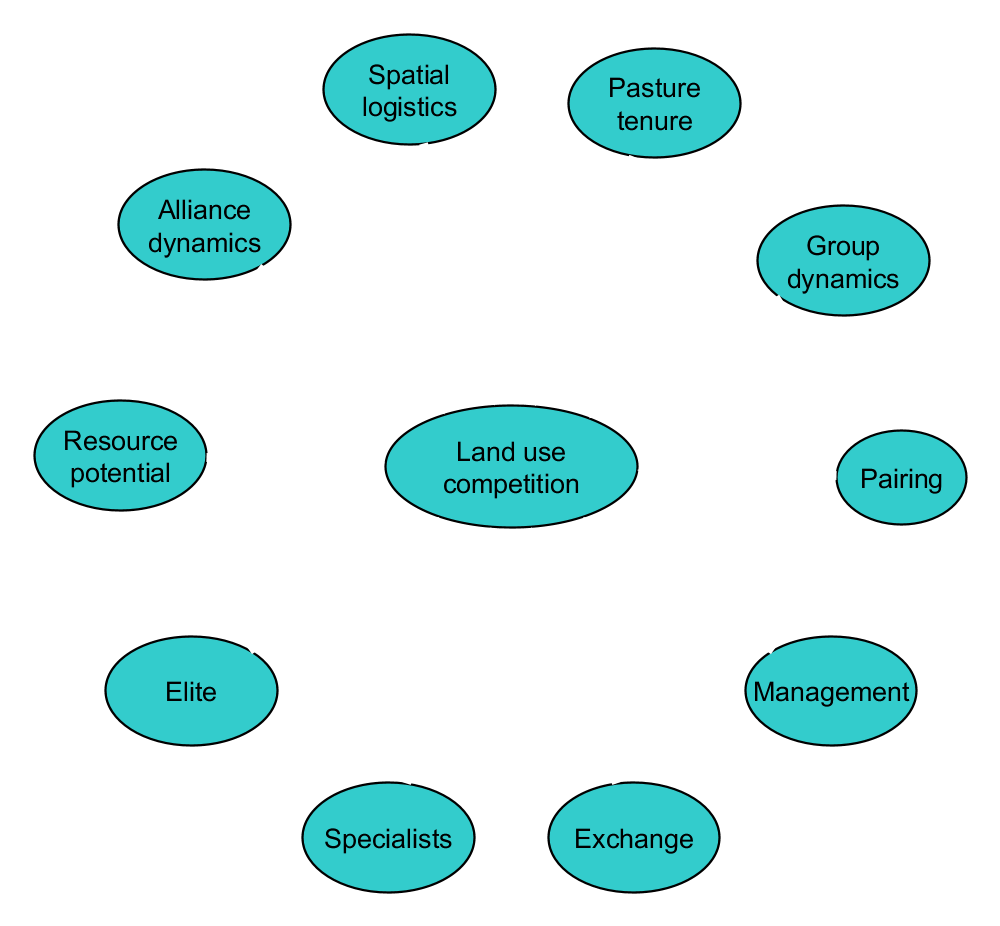 Spatial
logistics
Pasture
tenure
Alliance
dynamics
Group
dynamics
Resource
potential
Land use
competition
Pairing
Elite
Management
Specialists
Exchange